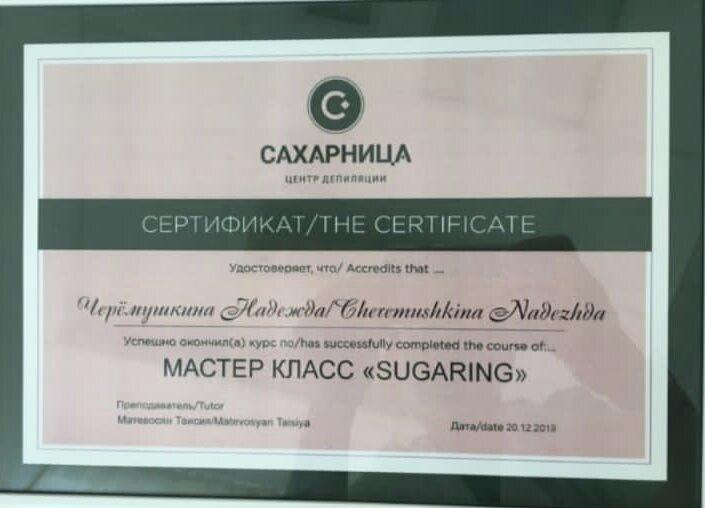 САХАРНИЦА
ЦЕНТР ДЕПИЛЯЦИИ
СЕРТИФИКАТ/THE CERTIFICATE
Удостоверяет, что/ Accredits that ....
Черёмушкина Надежда/Cheremushkina Nadezhda
Успешно окончил(а) курс по/has successfully completed the course of:...
МАСТЕР КЛАСС «SUGARING»
Преподаватель/Tutor
Матевосян Таисия/Matevosyan Taisiya
Дата/date 20.12.2019